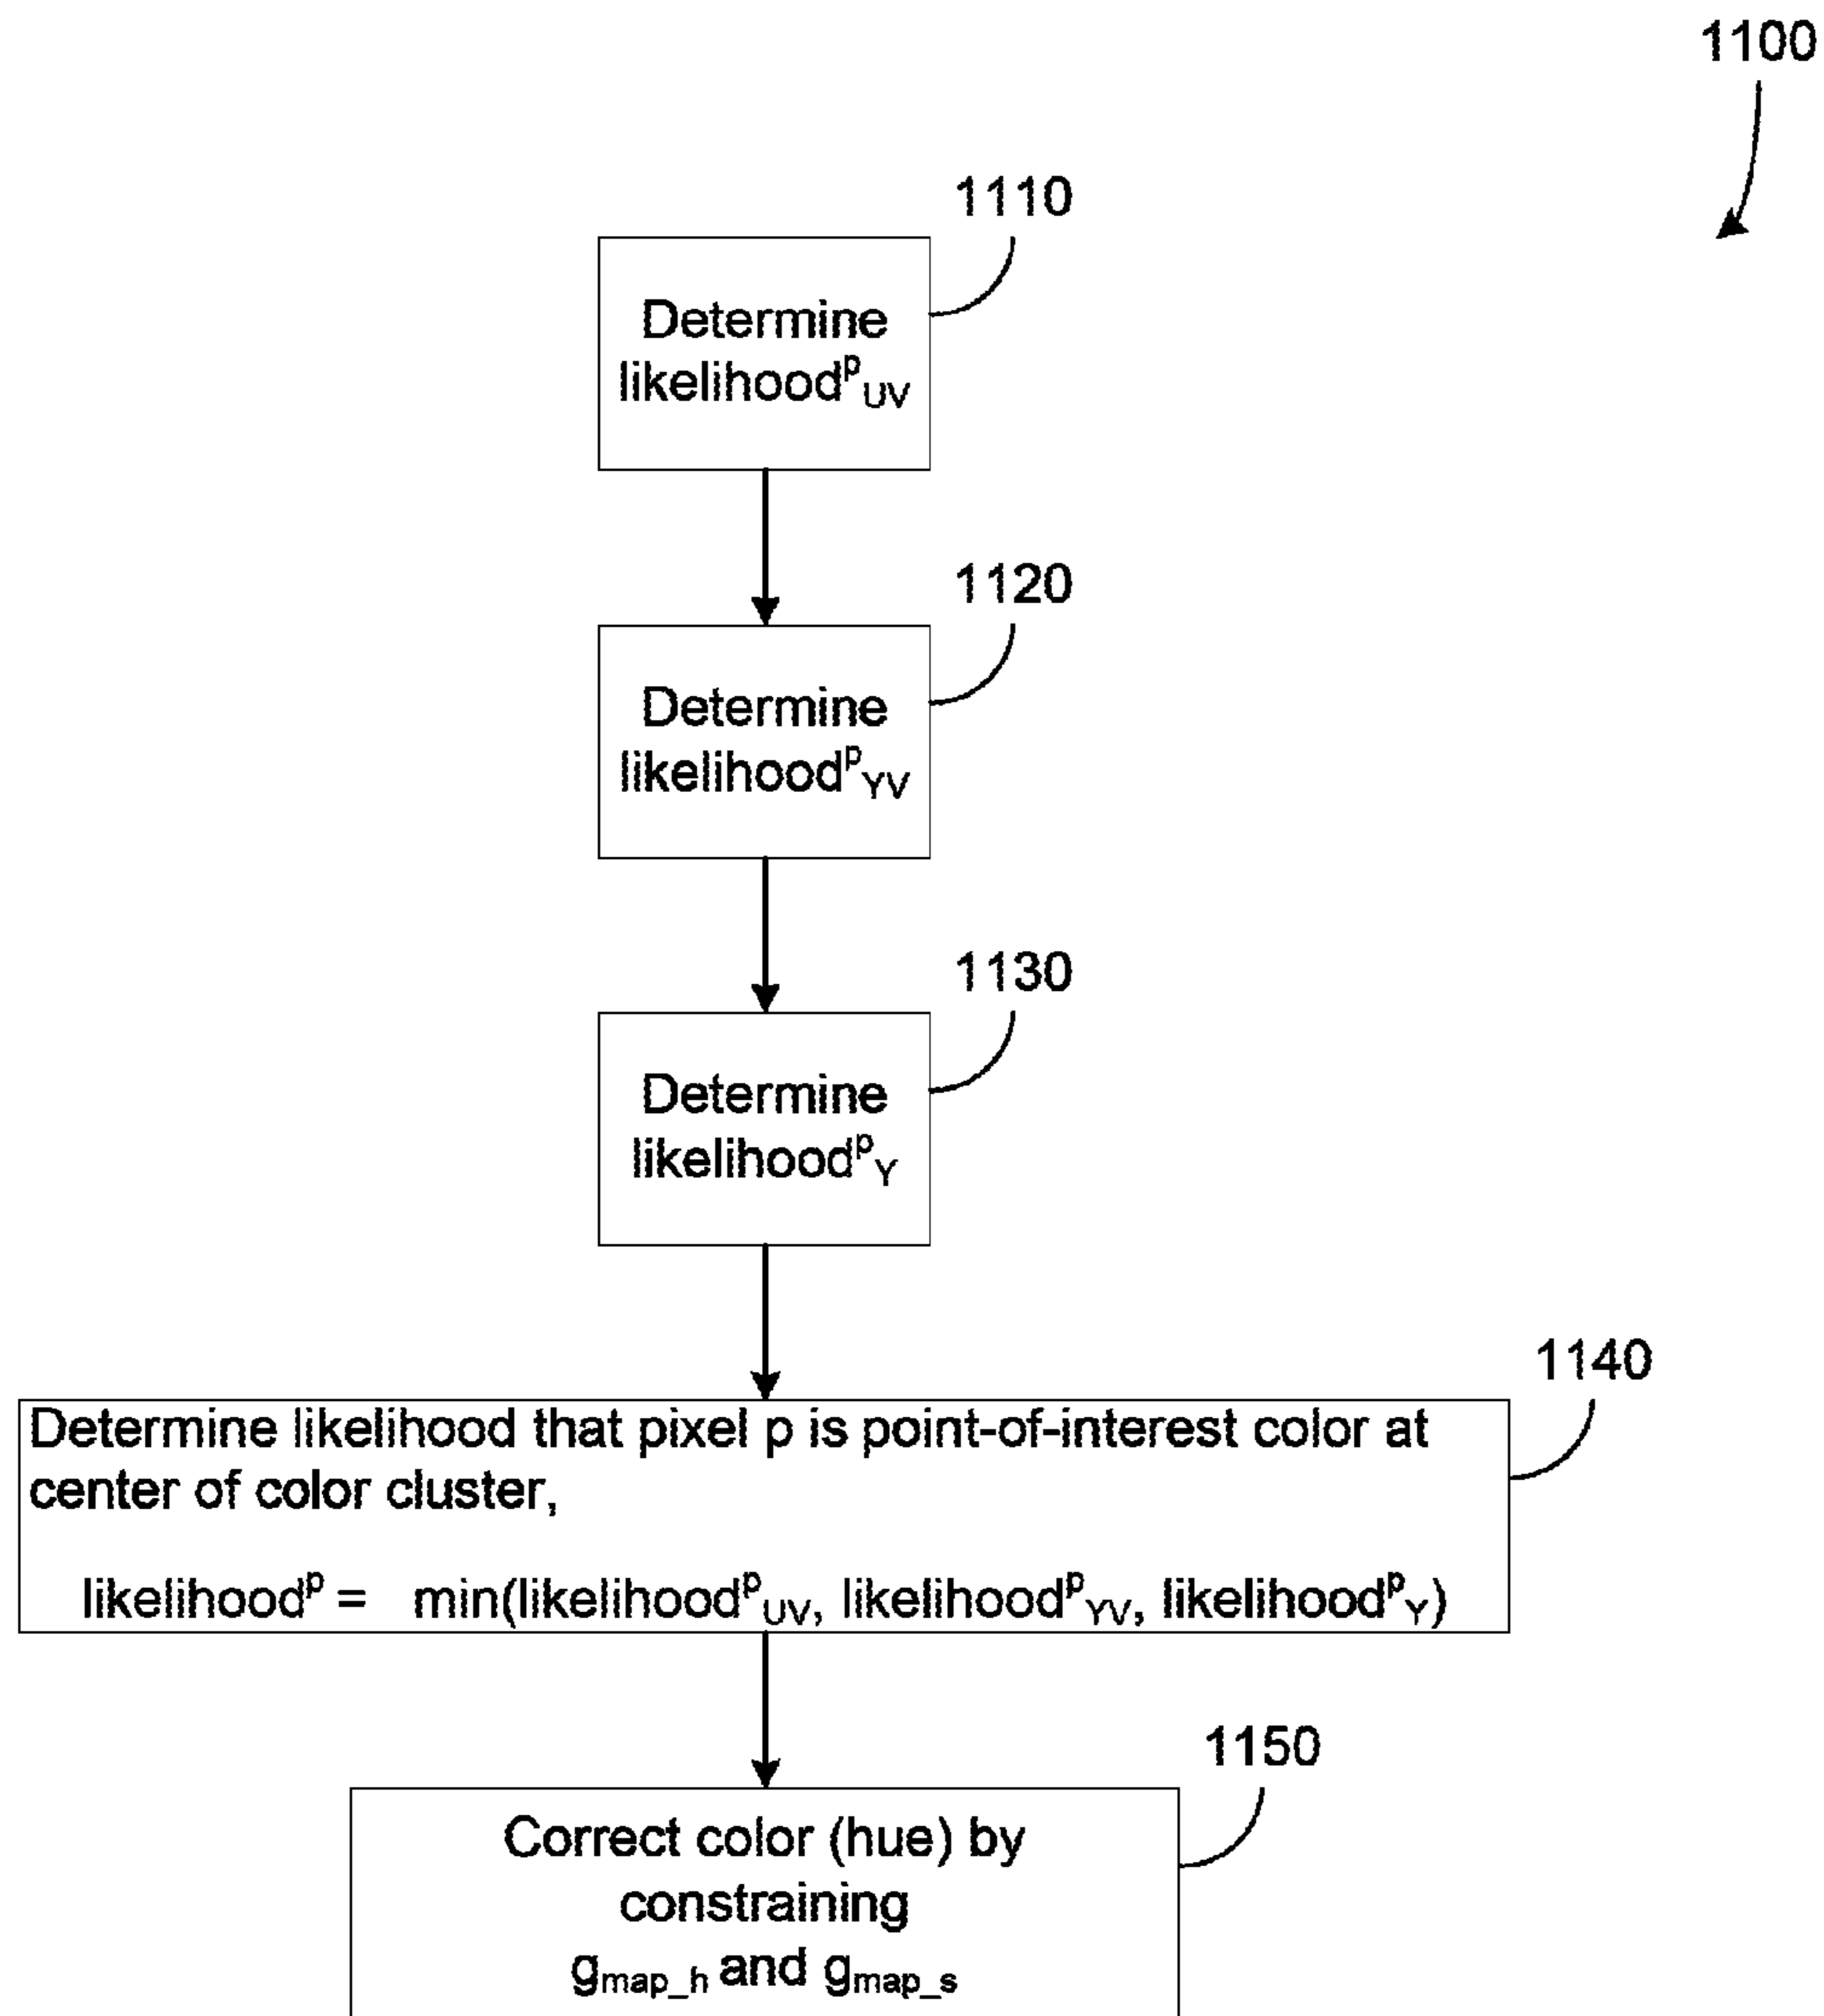 1100
1110
Determine
likelihood^p_UV
1120
Determine
likelihood^p_YV
1130
Determine
likelihood^p_Y
1140
Determine likelihood that pixel p is point-of-interest color at
center of color cluster,
likelihood^p = min(likelihood^p_UV, likelihood^p_YV, likelihood^p_Y)
1150
Correct color (hue) by
constraining
g_map_h and g_map_s